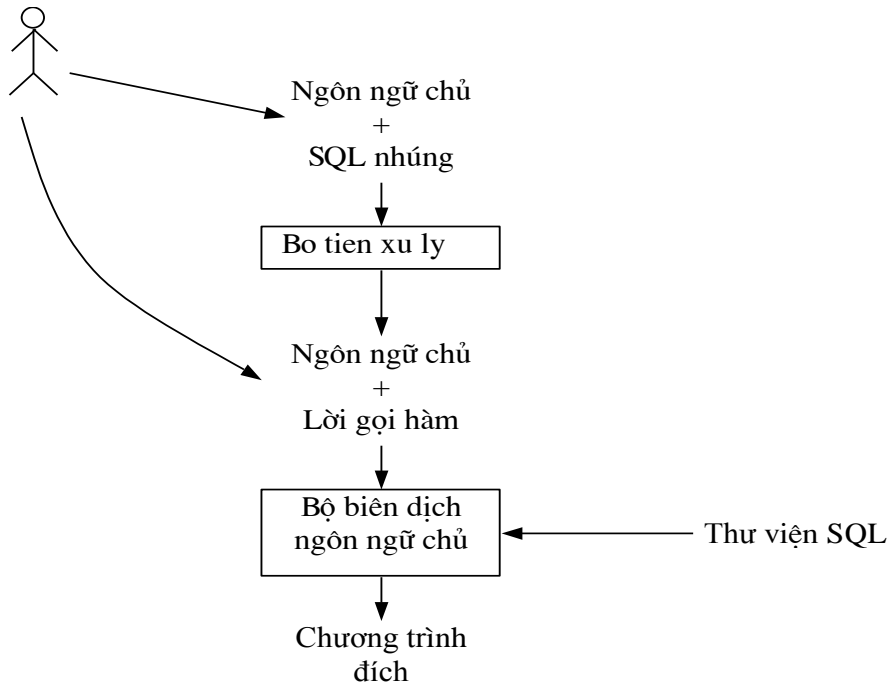 Ngôn ngữ chủ
+
SQL nhúng
Bo tien xu ly
Ngôn ngữ chủ
+
Lời gọi hàm
Bộ biên dịch
ngôn ngữ chủ
Thư viện SQL
Chương trình
đích